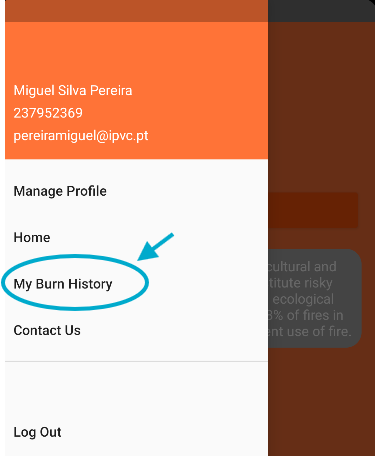 Miguel Silva Pereira
237952369
pereiramiguel@ipvc.pt
Manage Profile
Home
My Burn History
Contact Us
Log Out
cultural and
titute risky
ecological
8% of fires in
ent use of fire.